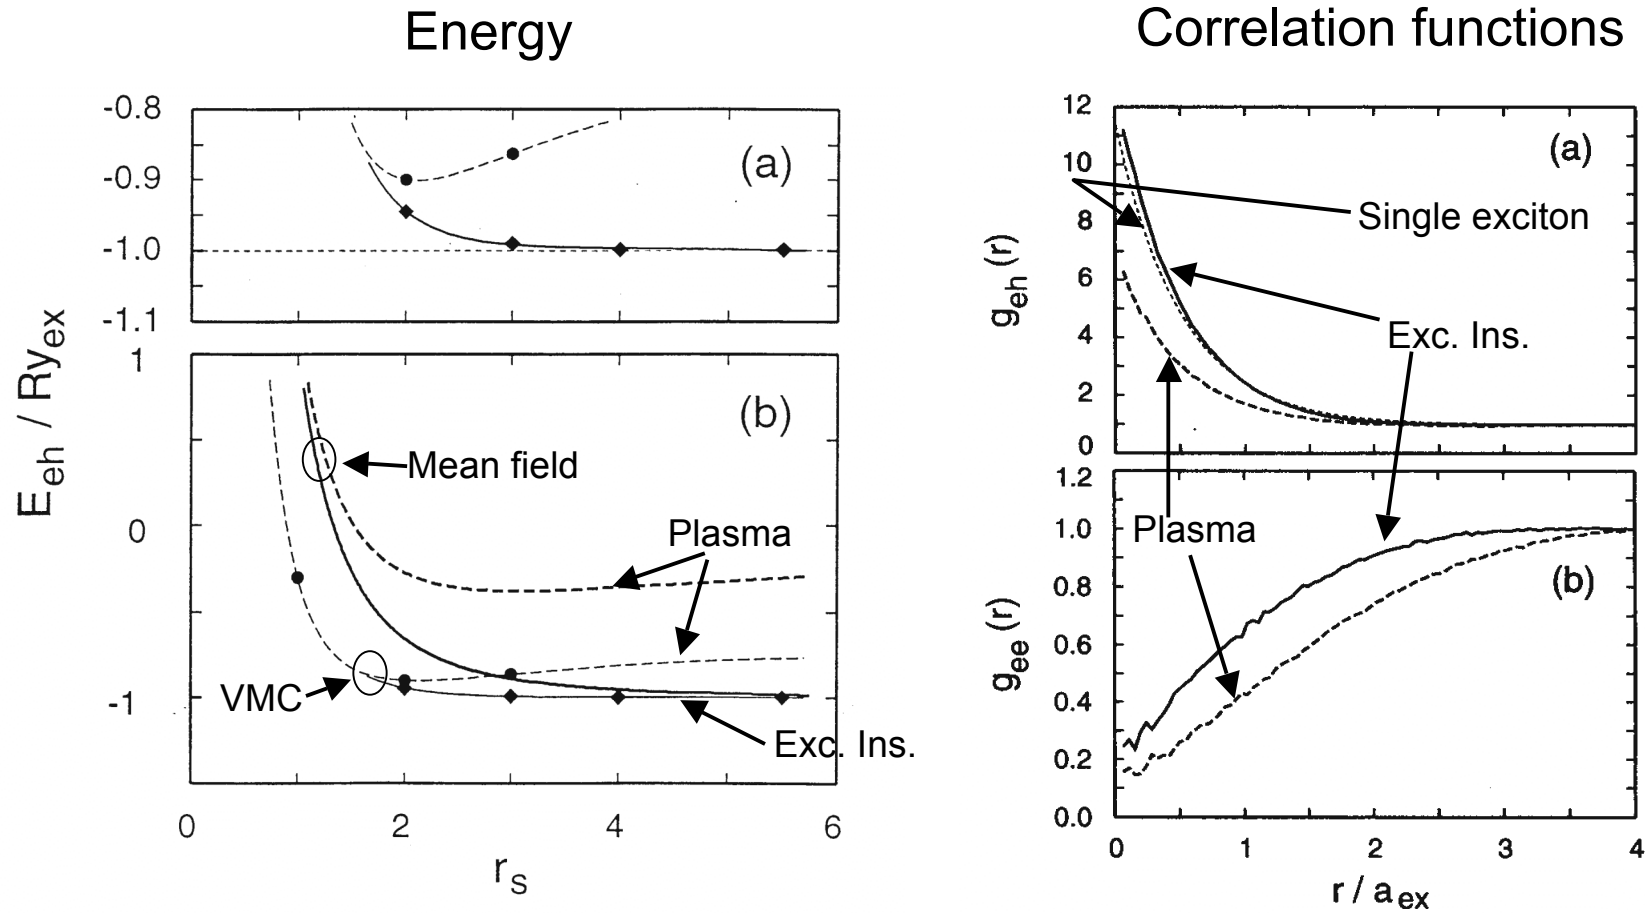 Energy
Correlation functions
-0.8
-0.9
-1.0
-1.1
(a)
1
0
-1
(b)
Mean field
Plasma
VMC
Exc. Ins.
E_eh / Ry_ex
0 2 4 6
r_s
12
10
8
6
4
2
0
(a)
g_eh(r)
Single exciton
Exc. Ins.
Plasma
1.2
1.0
0.8
0.6
0.4
0.2
0.0
(b)
g_ee(r)
0 1 2 3 4
r / a_ex